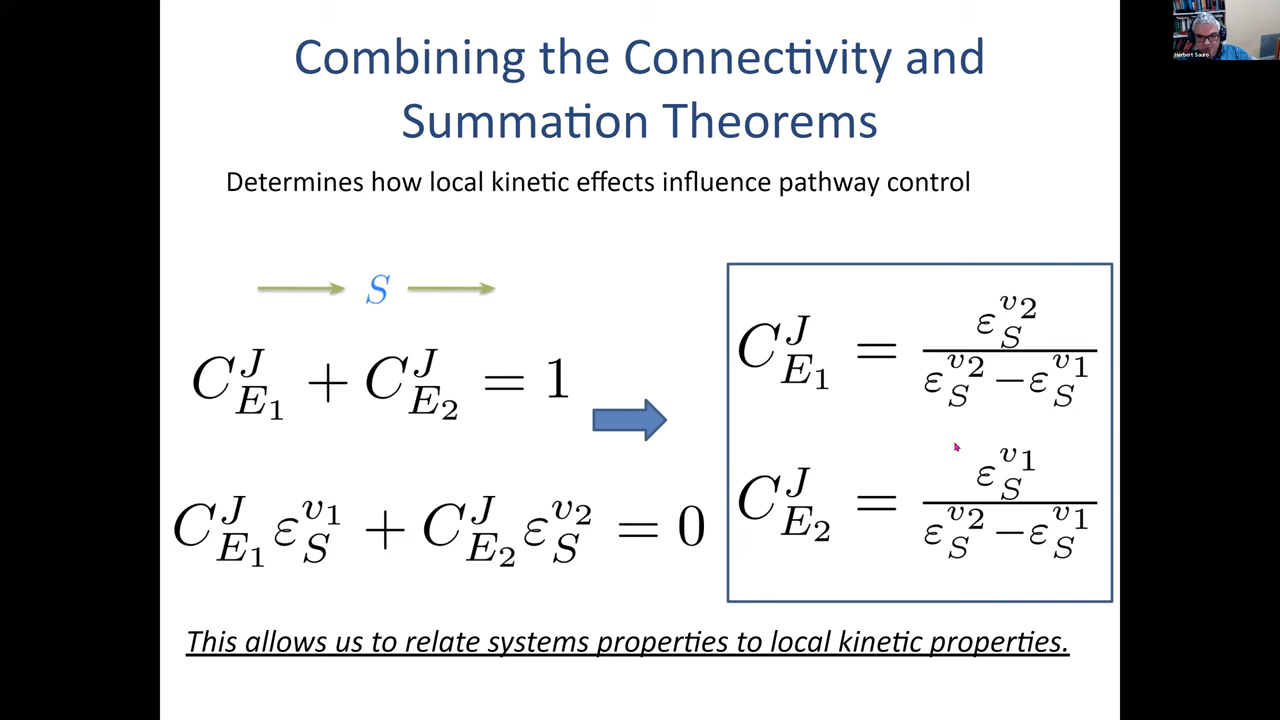 Combining the Connectivity and
Summation Theorems
Determines how local kinetic effects influence pathway control
S
C^J_{E_1} + C^J_{E_2} = 1
C^J_{E_1} ε^{v_1}_S + C^J_{E_2} ε^{v_2}_S = 0
C^J_{E_1} = ε^{v_2}_S / (ε^{v_2}_S − ε^{v_1}_S)
C^J_{E_2} = ε^{v_1}_S / (ε^{v_2}_S − ε^{v_1}_S)
This allows us to relate systems properties to local kinetic properties.
Herbert Sauro